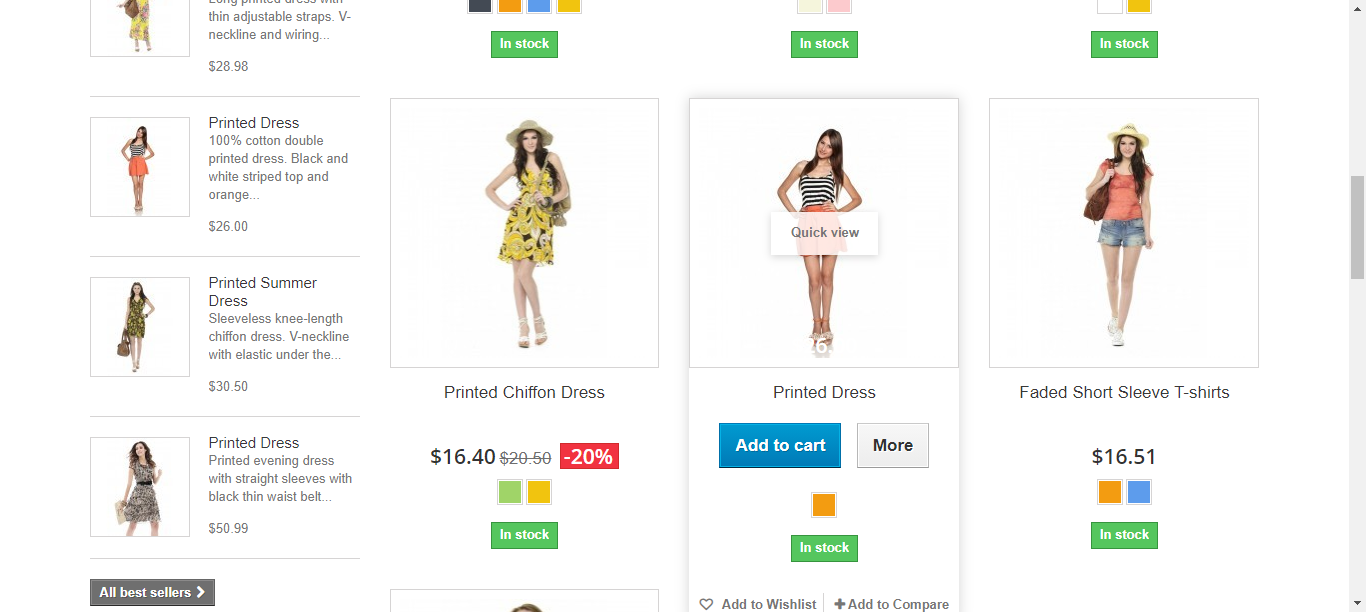 Long printed dress with
thin adjustable straps. V-
neckline and wiring...
$28.98
Printed Dress
100% cotton double
printed dress. Black and
white striped top and
orange...
$26.00
Printed Summer
Dress
Sleeveless knee-length
chiffon dress. V-neckline
with elastic under the...
$30.50
Printed Dress
Printed evening dress
with straight sleeves with
black thin waist belt...
$50.99
All best sellers
In stock
In stock
In stock
Printed Chiffon Dress
$16.40 $20.50 -20%
In stock
Quick view
Printed Dress
Add to cart More
In stock
Add to Wishlist Add to Compare
Faded Short Sleeve T-shirts
$16.51
In stock